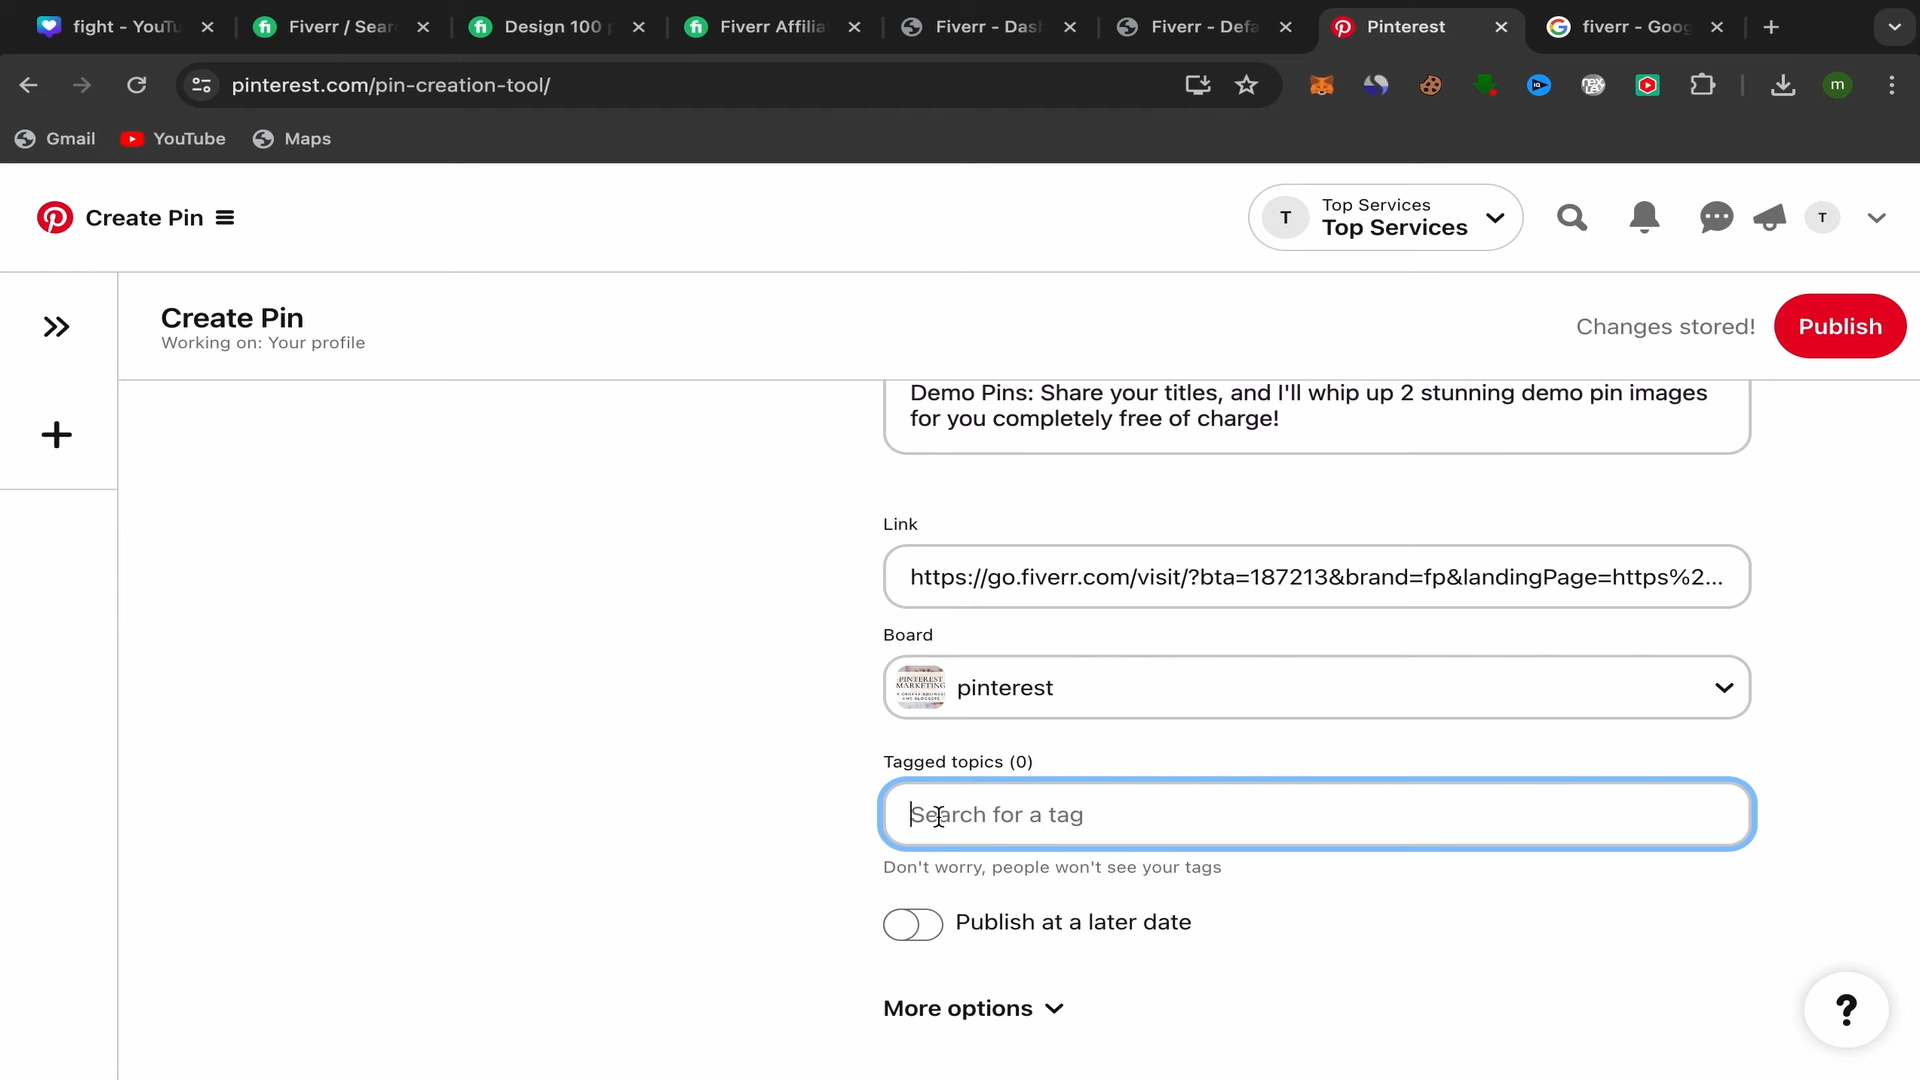 fight - YouTu
Fiverr / Sear
Design 100 p
Fiverr Affilia
Fiverr - Dash
Fiverr - Defa
Pinterest
fiverr - Goog
pinterest.com/pin-creation-tool/
m
Gmail
YouTube
Maps
Create Pin
T
Top Services
Top Services
T
Create Pin
Working on: Your profile
Changes stored!
Publish
Demo Pins: Share your titles, and I'll whip up 2 stunning demo pin images
for you completely free of charge!
Link
https://go.fiverr.com/visit/?bta=187213&brand=fp&landingPage=https%2...
Board
PINTEREST
MARKETING
pinterest
Tagged topics (0)
Search for a tag
Don't worry, people won't see your tags
Publish at a later date
More options
?